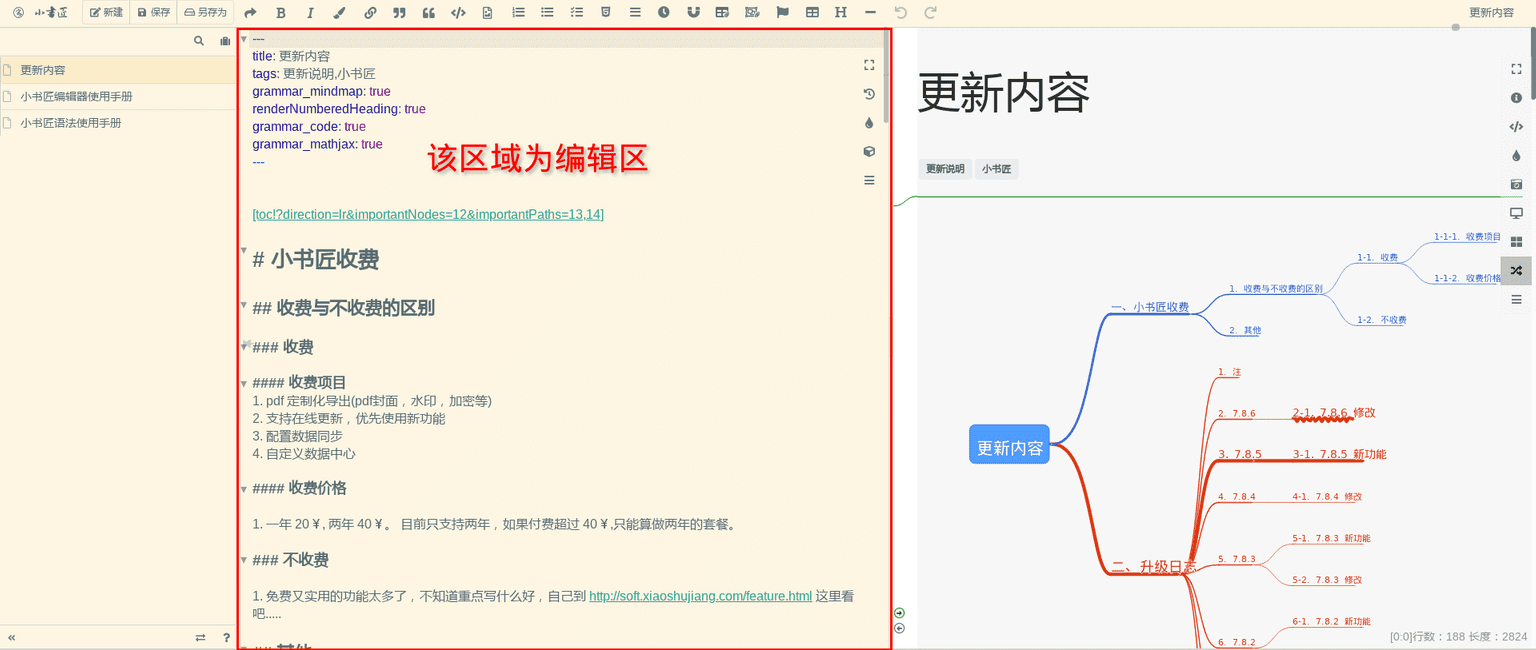 小书匠
新建
保存
另存为
更新内容
更新内容
小书匠编辑器使用手册
小书匠语法使用手册
---
title: 更新内容
tags: 更新说明,小书匠
grammar_mindmap: true
renderNumberedHeading: true
grammar_code: true
grammar_mathjax: true
---
该区域为编辑区
[toc!?direction=lr&importantNodes=12&importantPaths=13,14]
# 小书匠收费
## 收费与不收费的区别
### 收费
#### 收费项目
1. pdf 定制化导出(pdf封面，水印，加密等)
2. 支持在线更新，优先使用新功能
3. 配置数据同步
4. 自定义数据中心
#### 收费价格
1. 一年 20 ¥ , 两年 40 ¥ 。 目前只支持两年，如果付费超过 40 ¥ ,只能算做两年的套餐。
### 不收费
1. 免费又实用的功能太多了，不知道重点写什么好，自己到 http://soft.xiaoshujiang.com/feature.html 这里看
吧.....
## 其他
更新内容
更新说明
小书匠
更新内容
一、小书匠收费
1. 收费与不收费的区别
1-1. 收费
1-1-1. 收费项目
1-1-2. 收费价格
1-2. 不收费
2. 其他
二、升级日志
1. 注
2. 7.8.6
2-1. 7.8.6 修改
3. 7.8.5
3-1. 7.8.5 新功能
4. 7.8.4
4-1. 7.8.4 修改
5. 7.8.3
5-1. 7.8.3 新功能
5-2. 7.8.3 修改
6. 7.8.2
6-1. 7.8.2 新功能
[0:0]行数：188 长度：2824